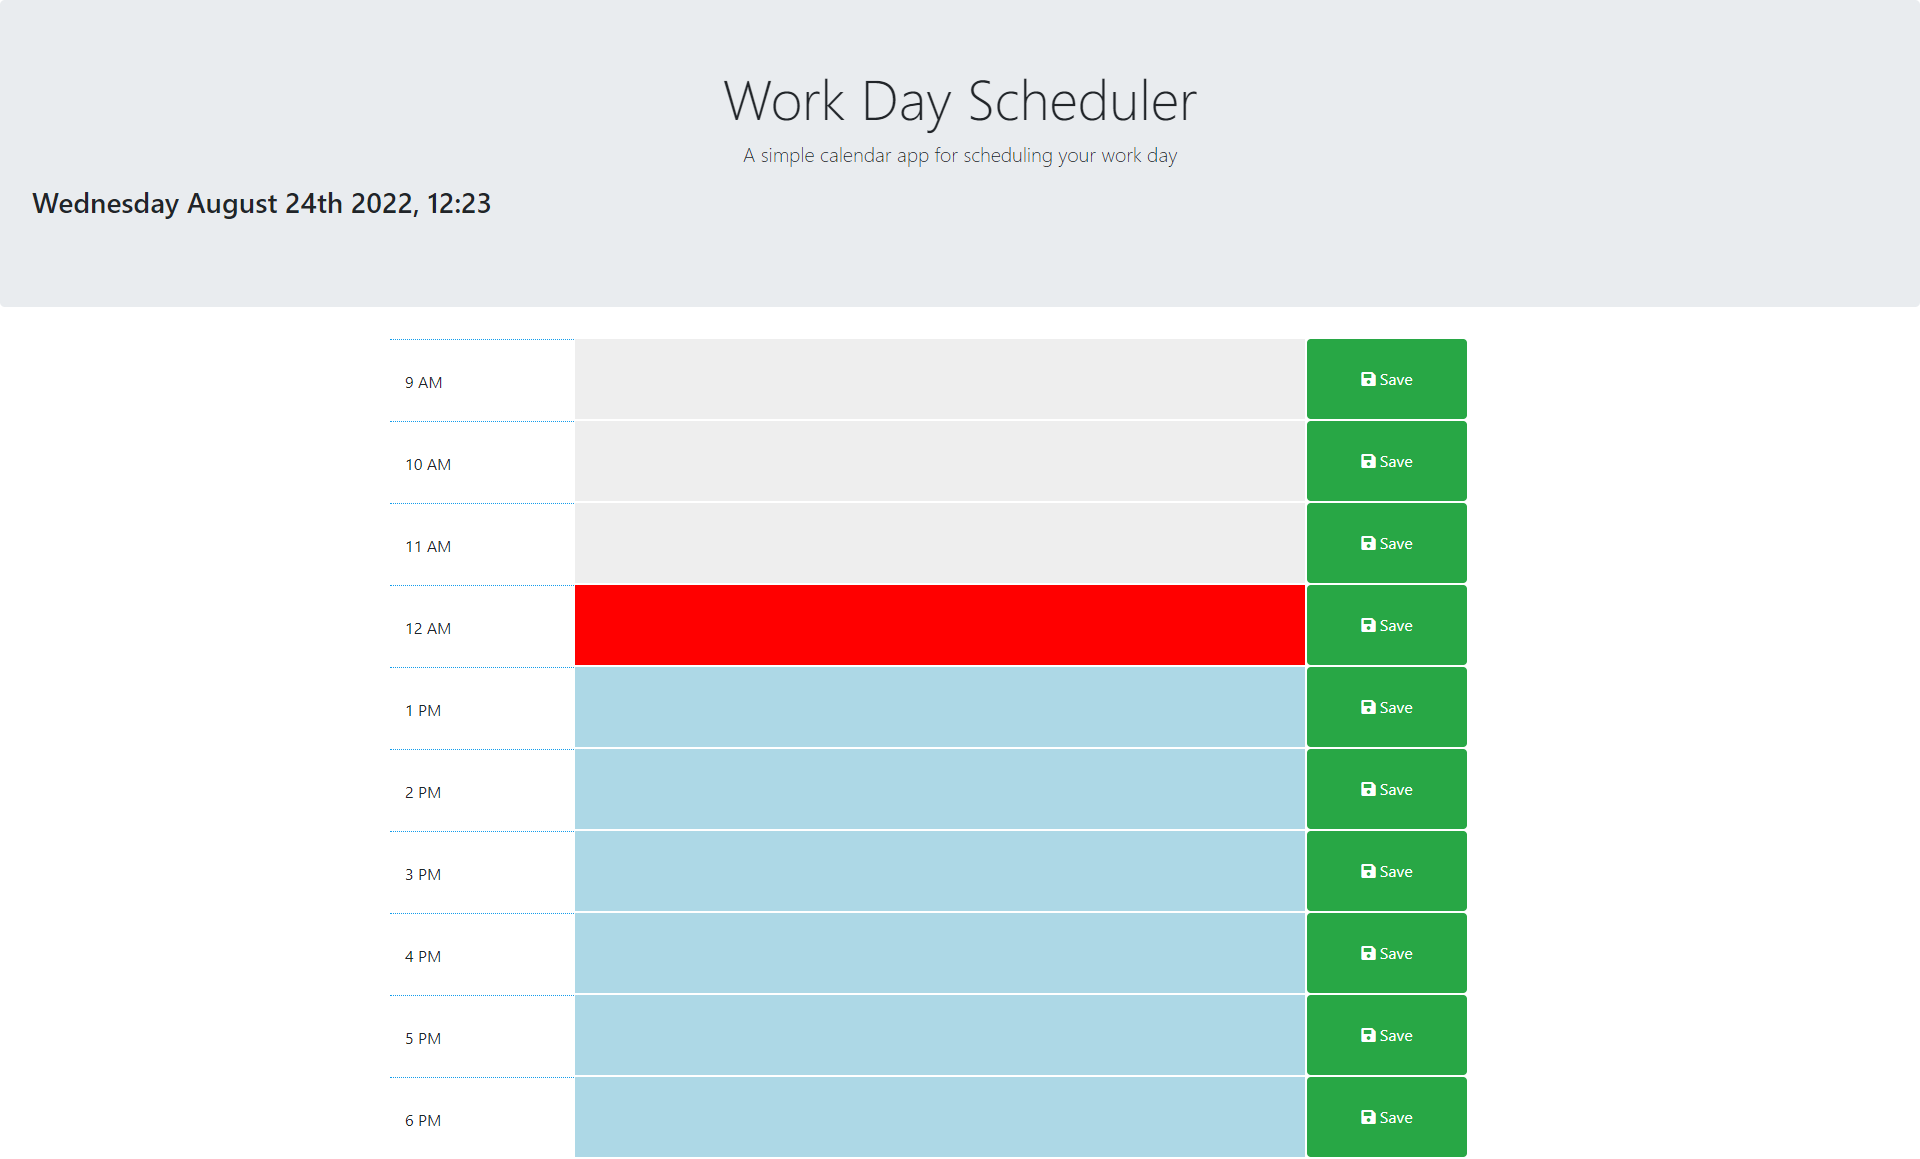 Work Day Scheduler
A simple calendar app for scheduling your work day
Wednesday August 24th 2022, 12:23
9 AM Save
10 AM Save
11 AM Save
12 AM Save
1 PM Save
2 PM Save
3 PM Save
4 PM Save
5 PM Save
6 PM Save